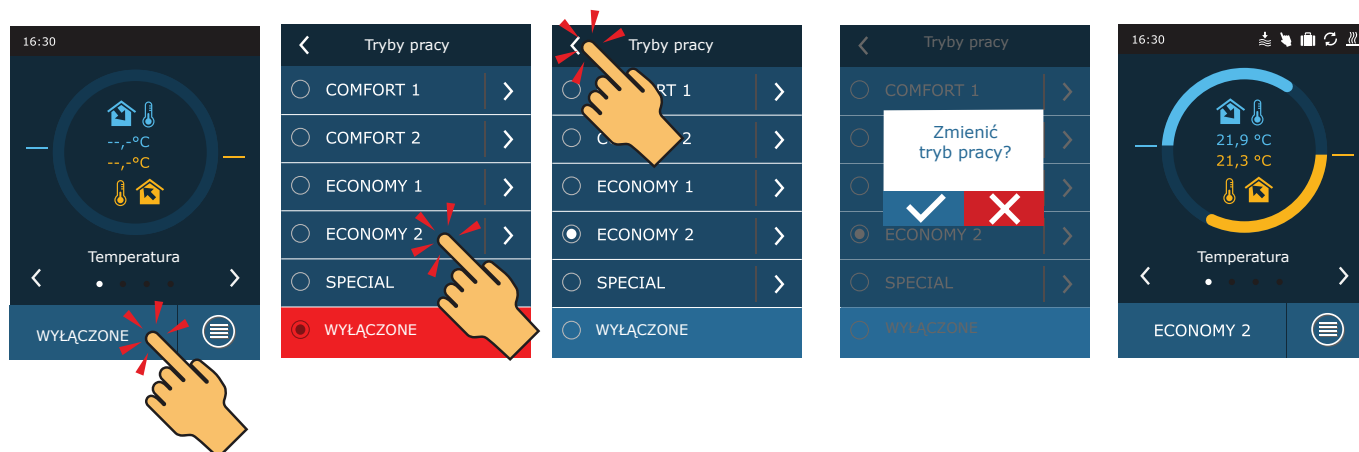 16:30
--,-°C
--,-°C
Temperatura
WYŁĄCZONE
Tryby pracy
COMFORT 1
COMFORT 2
ECONOMY 1
ECONOMY 2
SPECIAL
WYŁĄCZONE
Tryby pracy
RT 1
C 2
ECONOMY 1
ECONOMY 2
SPECIAL
WYŁĄCZONE
Tryby pracy
COMFORT 1
Zmienić
tryb pracy?
ECONOMY 2
SPECIAL
WYŁĄCZONE
16:30
21,9 °C
21,3 °C
Temperatura
ECONOMY 2